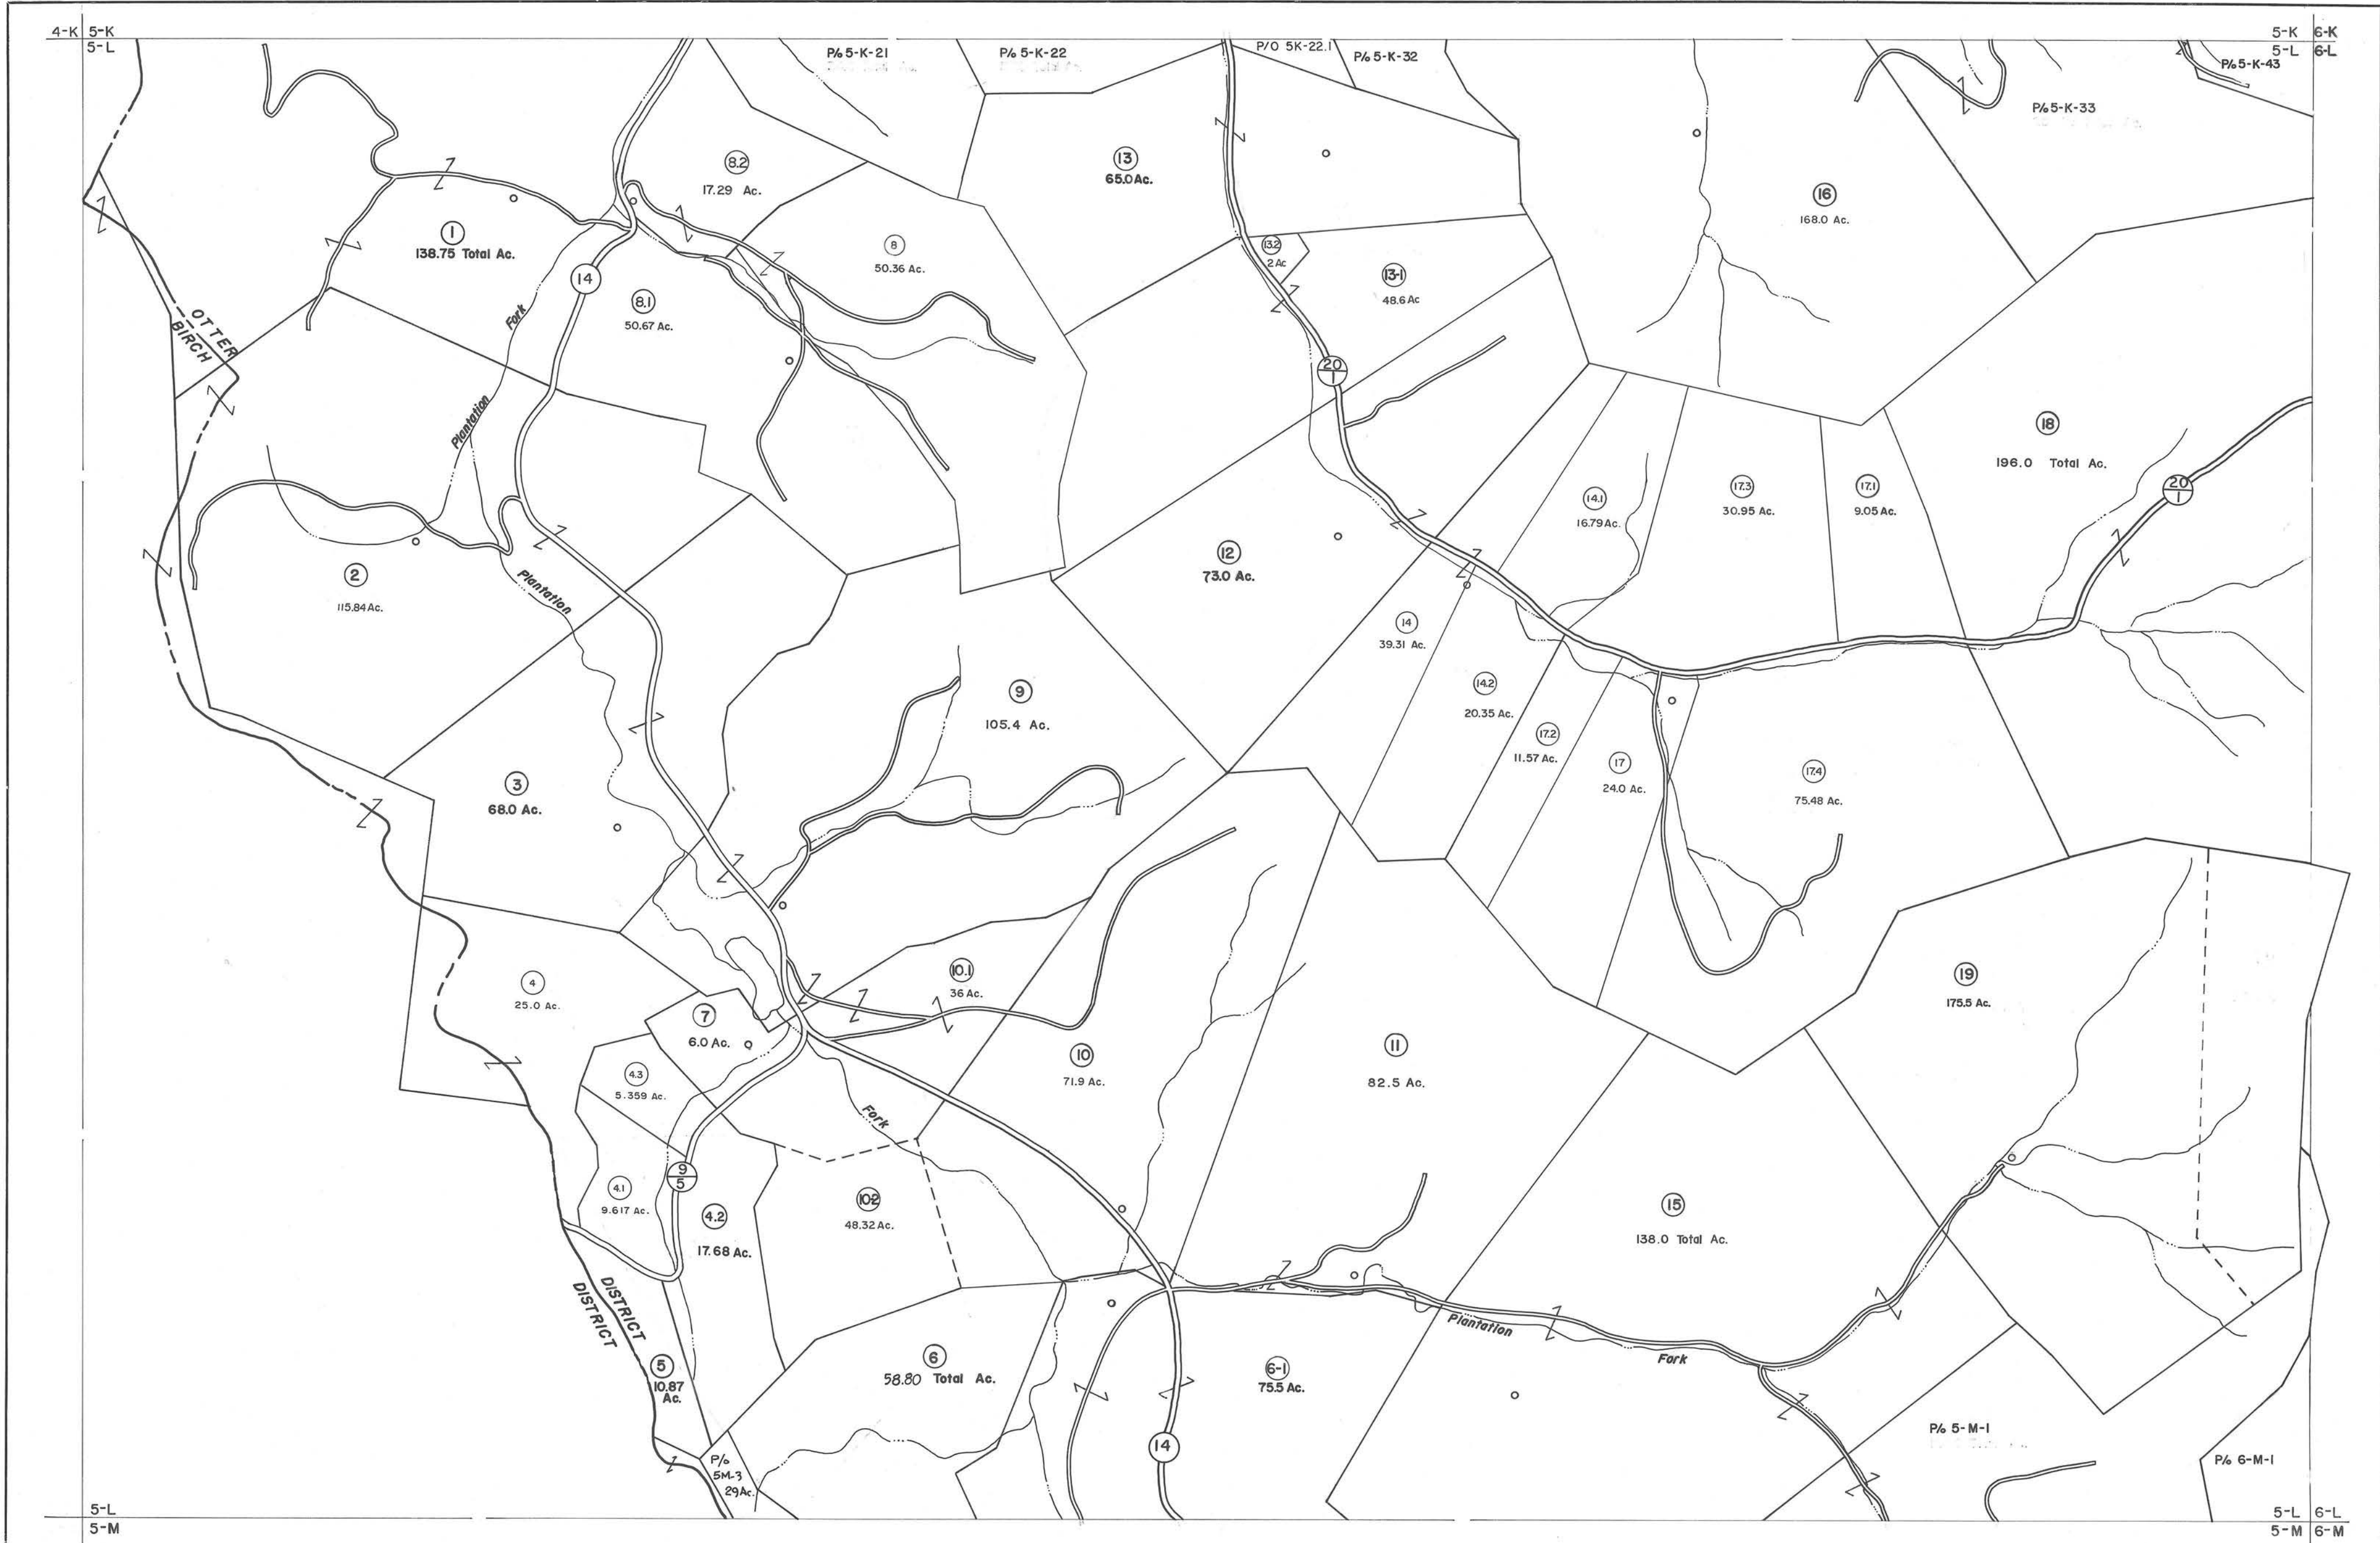 4-K 5-K
5-L
P/o 5-K-21
P/o 5-K-22
P/O 5K-22.1
P/o 5-K-32
5-K 6-K
5-L 6-L
P/o 5-K-43
P/o 5-K-33
8.2
17.29 Ac.
13
65.0 Ac.
16
168.0 Ac.
1
138.75 Total Ac.
8
50.36 Ac.
13.2
2 Ac
13-1
48.6 Ac
14
8.1
50.67 Ac.
Fork
OTTER
BIRCH
20
1
Plantation
18
196.0 Total Ac.
14.1
16.79 Ac.
17.3
30.95 Ac.
17.1
9.05 Ac.
20
1
12
73.0 Ac.
2
115.84 Ac.
Plantation
14
39.31 Ac.
14.2
20.35 Ac.
9
105.4 Ac.
17.2
11.57 Ac.
17
24.0 Ac.
17.4
75.48 Ac.
3
68.0 Ac.
4
25.0 Ac.
10.1
36 Ac.
19
175.5 Ac.
7
6.0 Ac.
10
71.9 Ac.
11
82.5 Ac.
4.3
5.359 Ac.
Fork
9
5
4.1
9.617 Ac.
4.2
17.68 Ac.
10-2
48.32 Ac.
15
138.0 Total Ac.
DISTRICT
DISTRICT
Plantation
Fork
5
10.87
Ac.
6
58.80 Total Ac.
6-1
75.5 Ac.
14
P/o 5-M-1
P/o 6-M-1
P/o
5M-3
29 Ac.
5-L
5-M
5-L 6-L
5-M 6-M